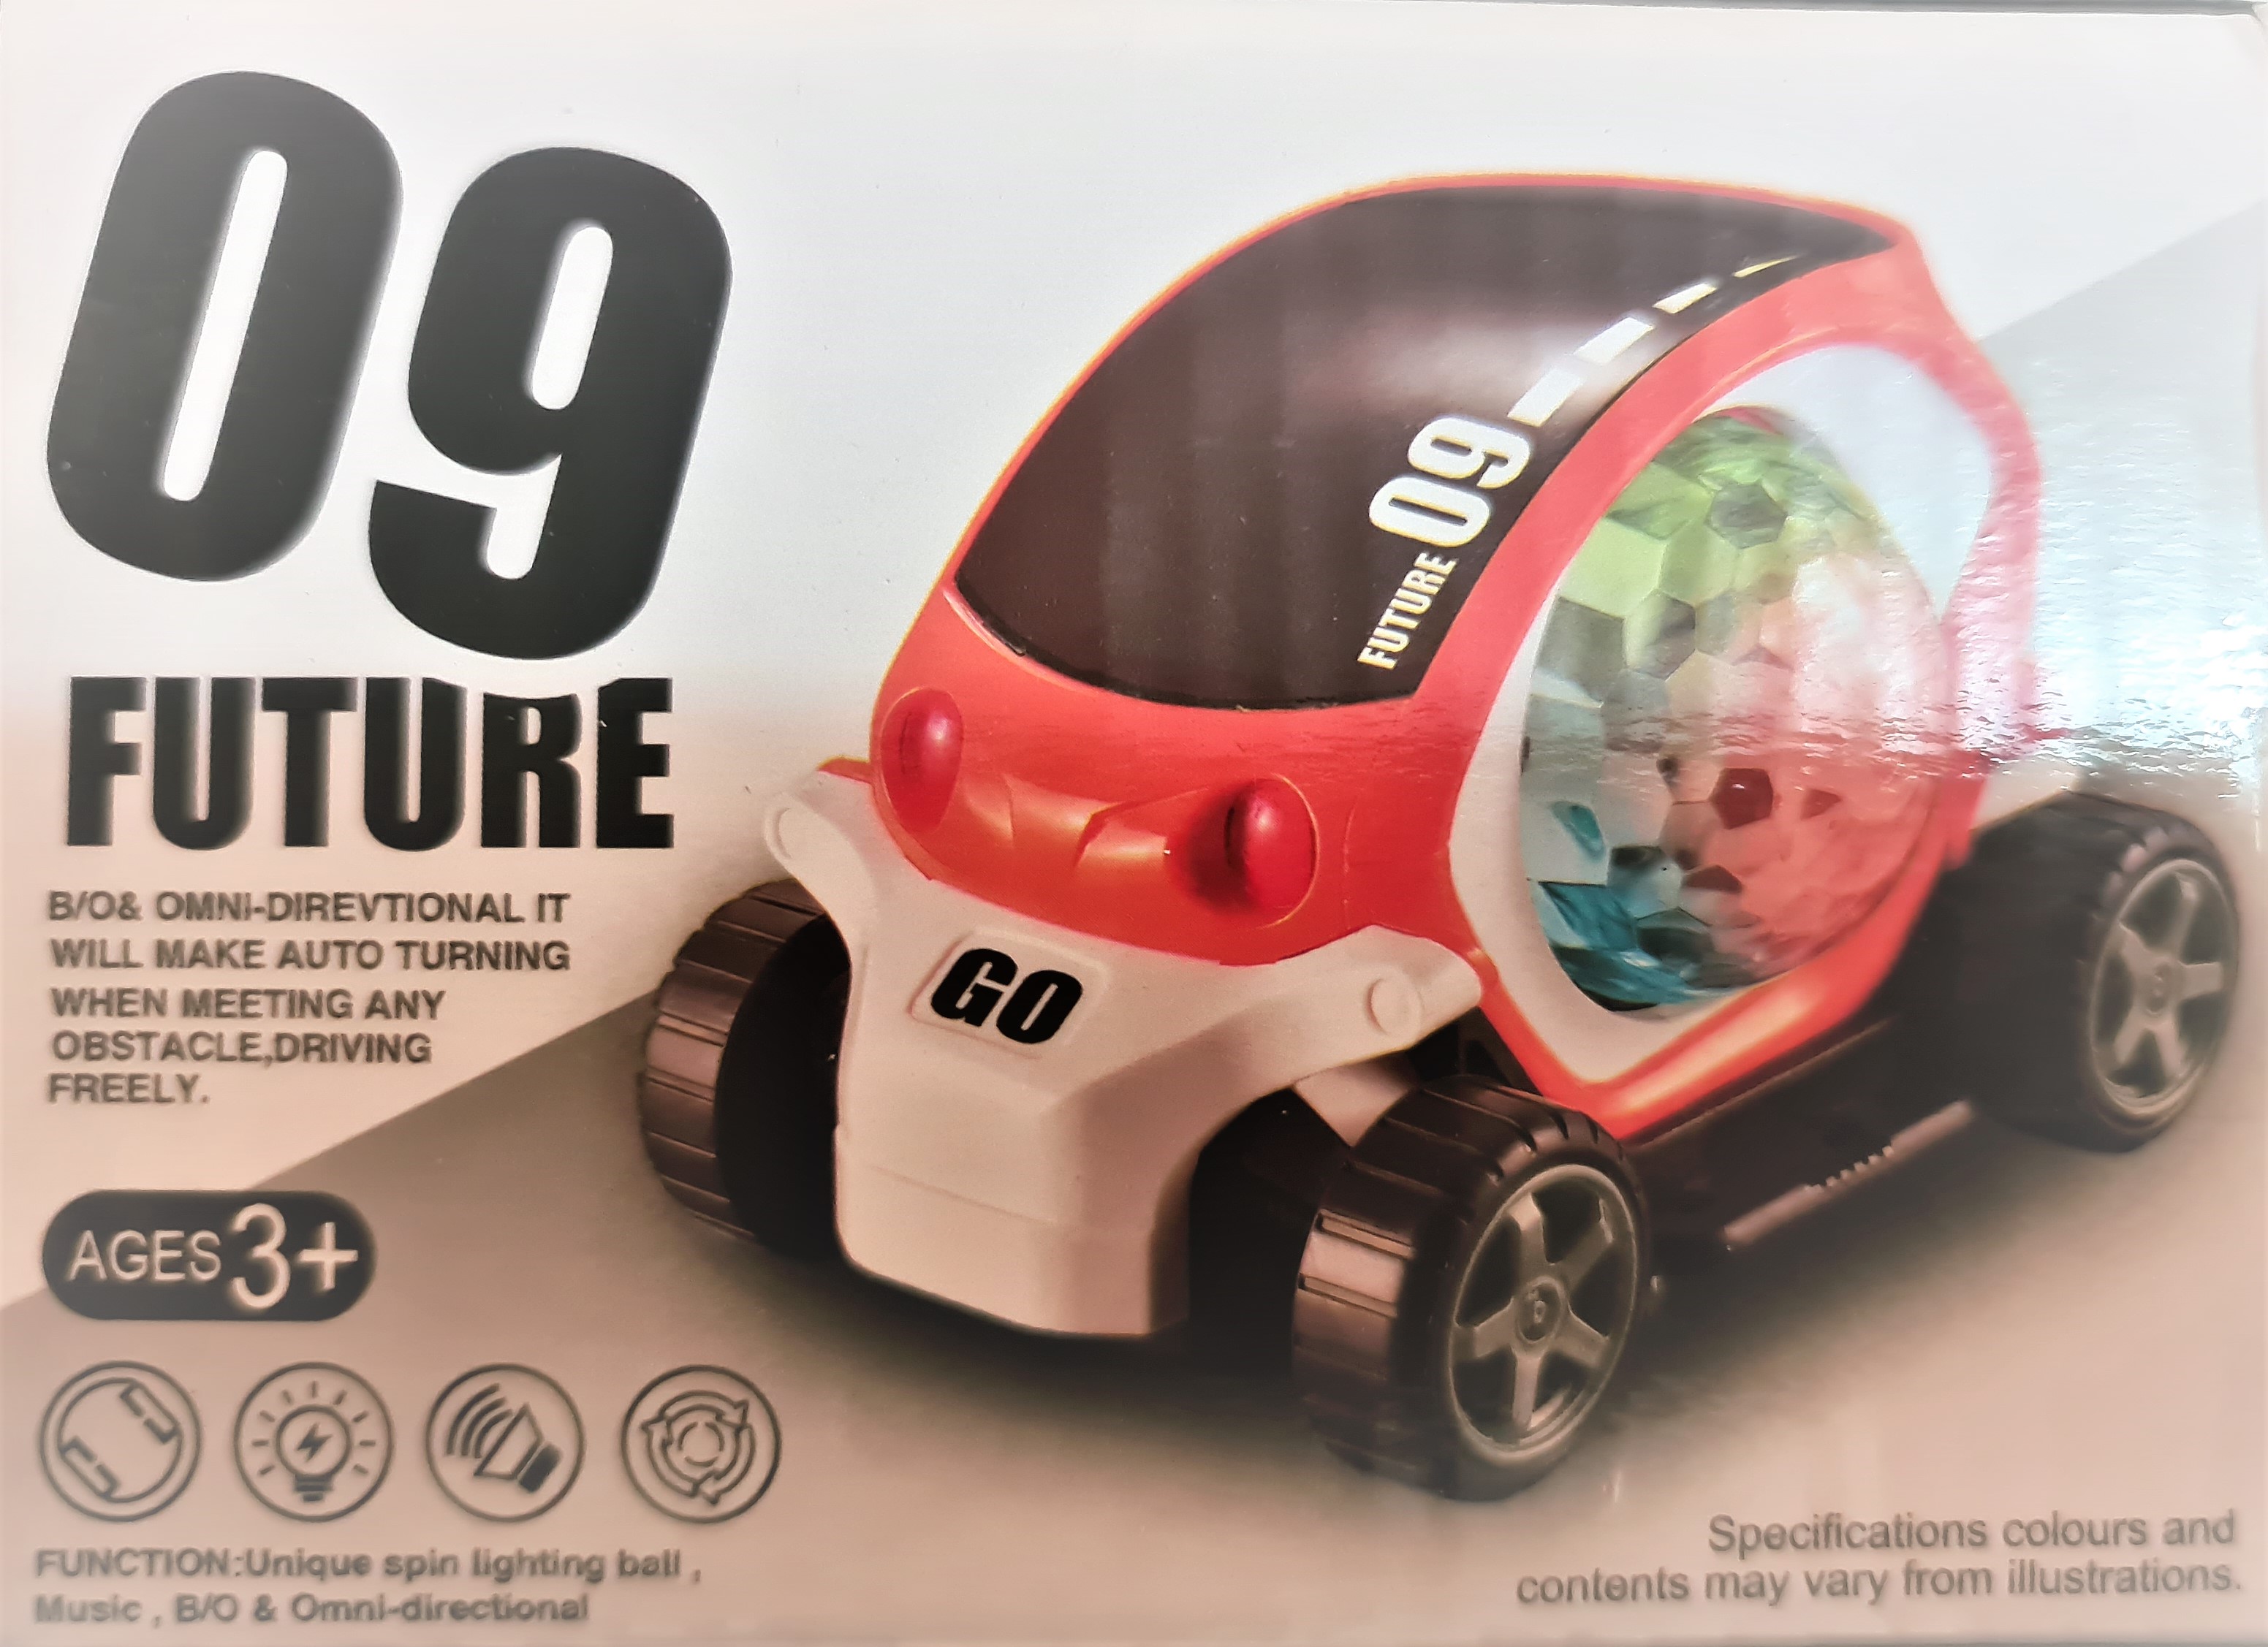 09
FUTURE
B/O& OMNI-DIREVTIONAL IT
WILL MAKE AUTO TURNING
WHEN MEETING ANY
OBSTACLE,DRIVING
FREELY.
AGES 3+
FUNCTION:Unique spin lighting ball ,
Music , B/O & Omni-directional
FUTURE 09
GO
Specifications colours and
contents may vary from illustrations.